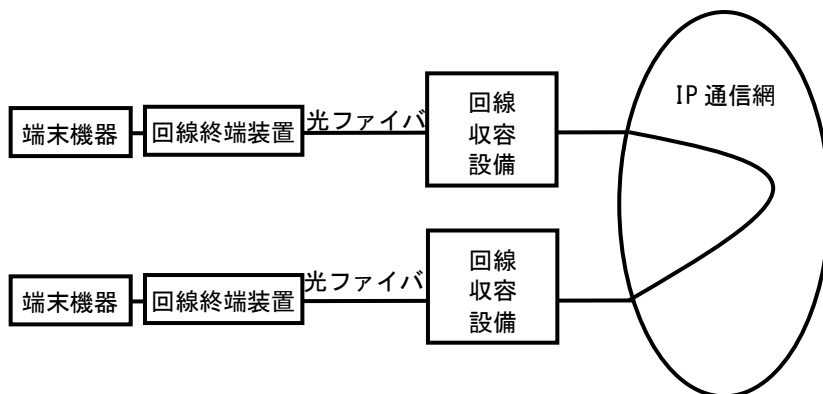 IP 通信網
端末機器
回線終端装置
光ファイバ
回線
収容
設備
端末機器
回線終端装置
光ファイバ
回線
収容
設備